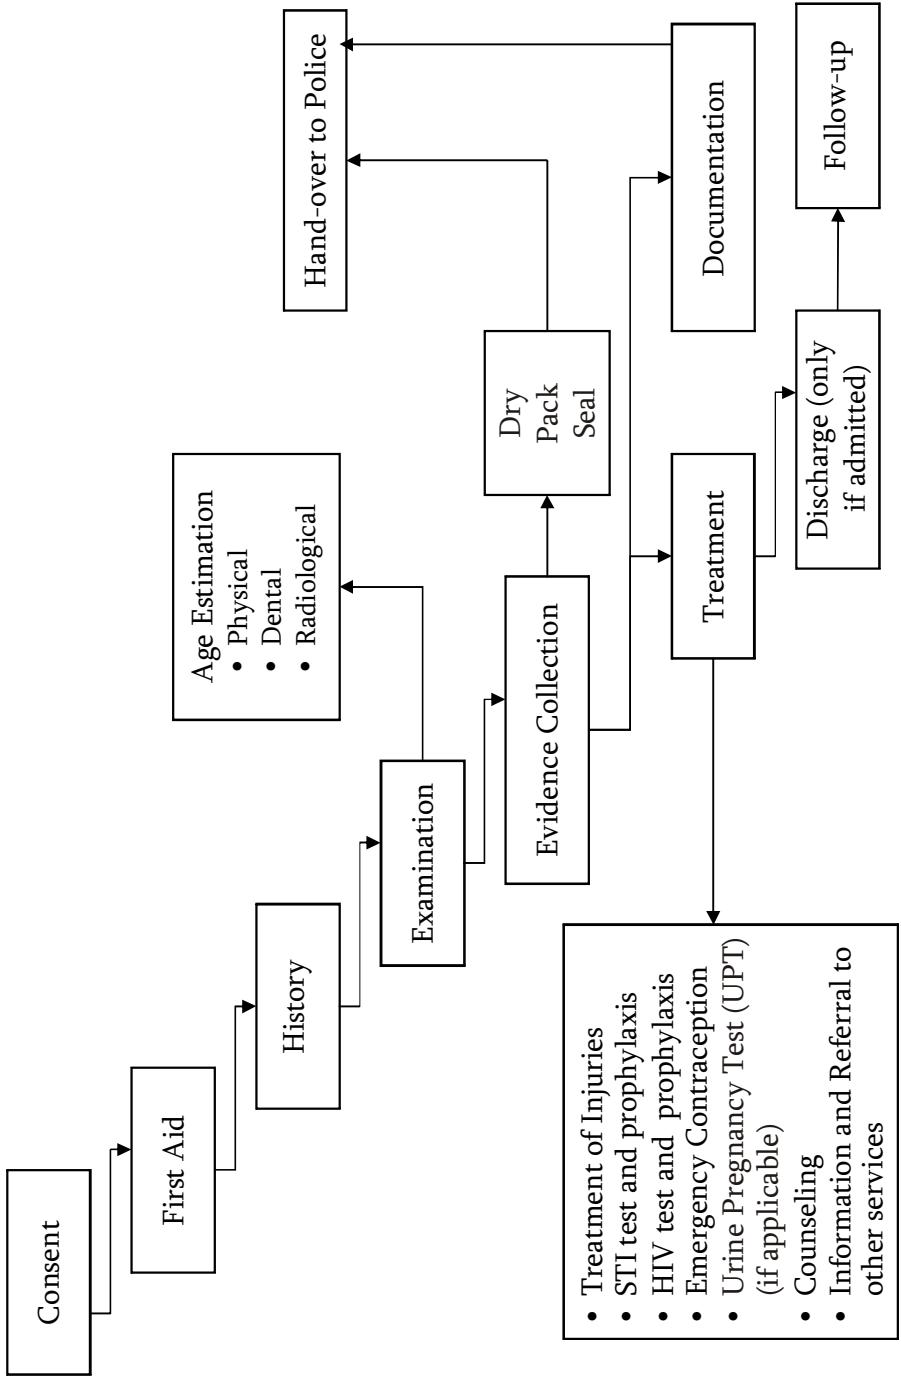 Consent
First Aid
History
Examination
Age Estimation
• Physical
• Dental
• Radiological
Evidence Collection
Dry
Pack
Seal
Hand-over to Police
Treatment
Documentation
• Treatment of Injuries
• STI test and prophylaxis
• HIV test and prophylaxis
• Emergency Contraception
• Urine Pregnancy Test (UPT)
(if applicable)
• Counseling
• Information and Referral to
other services
Discharge (only
if admitted)
Follow-up